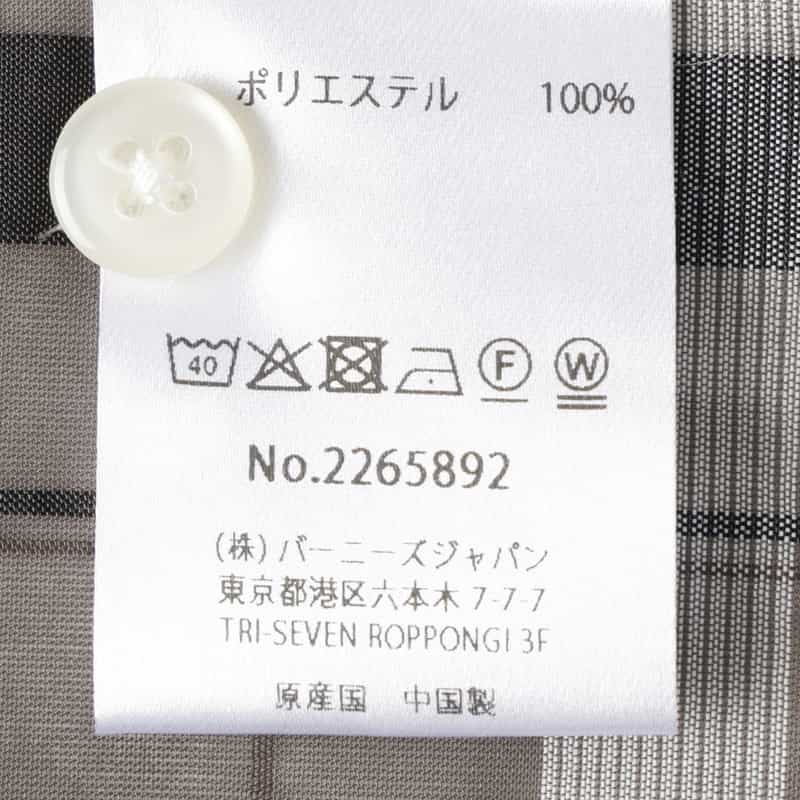 ポリエステル 100%
40 F W
No.2265892
(株)バーニーズジャパン
東京都港区六本木 7-7-7
TRI-SEVEN ROPPONGI 3F
原産国 中国製